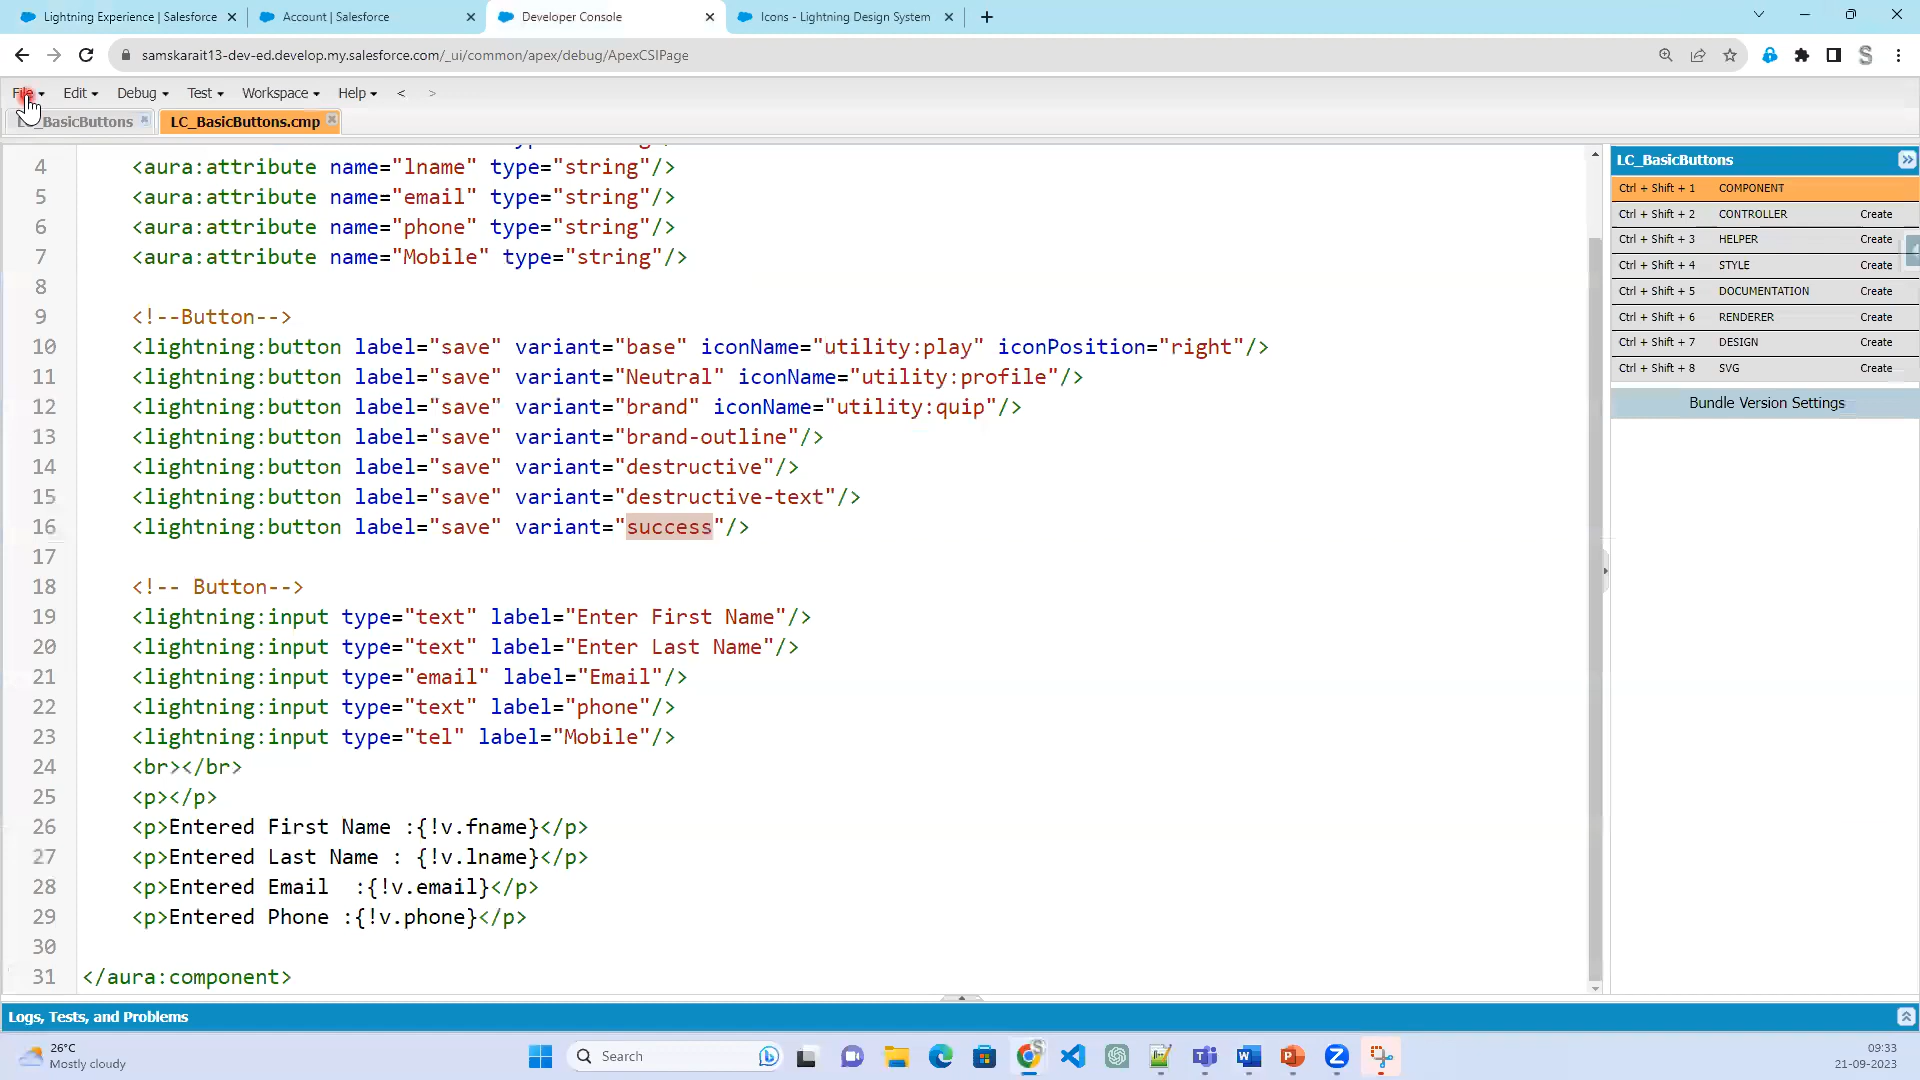 Lightning Experience | Salesforce
Account | Salesforce
Developer Console
Icons - Lightning Design System
samskarait13-dev-ed.develop.my.salesforce.com/_ui/common/apex/debug/ApexCSIPage
File Edit Debug Test Workspace Help < >
LC_BasicButtons LC_BasicButtons.cmp
4 <aura:attribute name="lname" type="string"/>
5 <aura:attribute name="email" type="string"/>
6 <aura:attribute name="phone" type="string"/>
7 <aura:attribute name="Mobile" type="string"/>
8
9 <!--Button-->
10 <lightning:button label="save" variant="base" iconName="utility:play" iconPosition="right"/>
11 <lightning:button label="save" variant="Neutral" iconName="utility:profile"/>
12 <lightning:button label="save" variant="brand" iconName="utility:quip"/>
13 <lightning:button label="save" variant="brand-outline"/>
14 <lightning:button label="save" variant="destructive"/>
15 <lightning:button label="save" variant="destructive-text"/>
16 <lightning:button label="save" variant="success"/>
17
18 <!-- Button-->
19 <lightning:input type="text" label="Enter First Name"/>
20 <lightning:input type="text" label="Enter Last Name"/>
21 <lightning:input type="email" label="Email"/>
22 <lightning:input type="text" label="phone"/>
23 <lightning:input type="tel" label="Mobile"/>
24 <br></br>
25 <p></p>
26 <p>Entered First Name :{!v.fname}</p>
27 <p>Entered Last Name : {!v.lname}</p>
28 <p>Entered Email  :{!v.email}</p>
29 <p>Entered Phone :{!v.phone}</p>
30
31 </aura:component>
LC_BasicButtons
Ctrl + Shift + 1 COMPONENT
Ctrl + Shift + 2 CONTROLLER Create
Ctrl + Shift + 3 HELPER Create
Ctrl + Shift + 4 STYLE Create
Ctrl + Shift + 5 DOCUMENTATION Create
Ctrl + Shift + 6 RENDERER Create
Ctrl + Shift + 7 DESIGN Create
Ctrl + Shift + 8 SVG Create
Bundle Version Settings
Logs, Tests, and Problems
26°C
Mostly cloudy
Search
09:33
21-09-2023